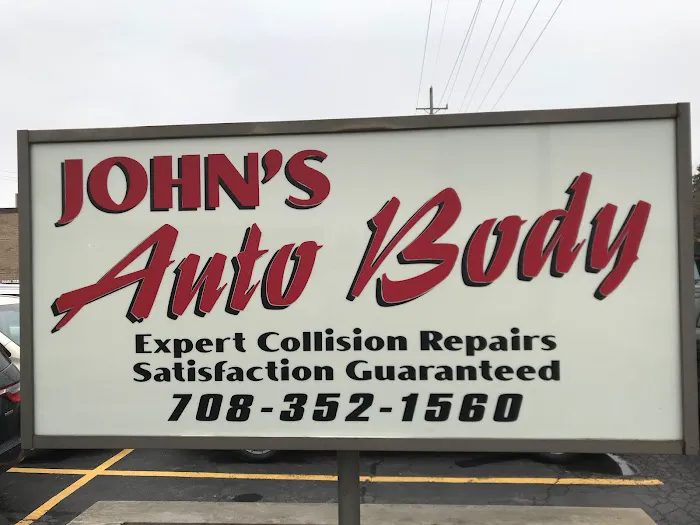 JOHN'S
Auto Body
Expert Collision Repairs
Satisfaction Guaranteed
708-352-1560